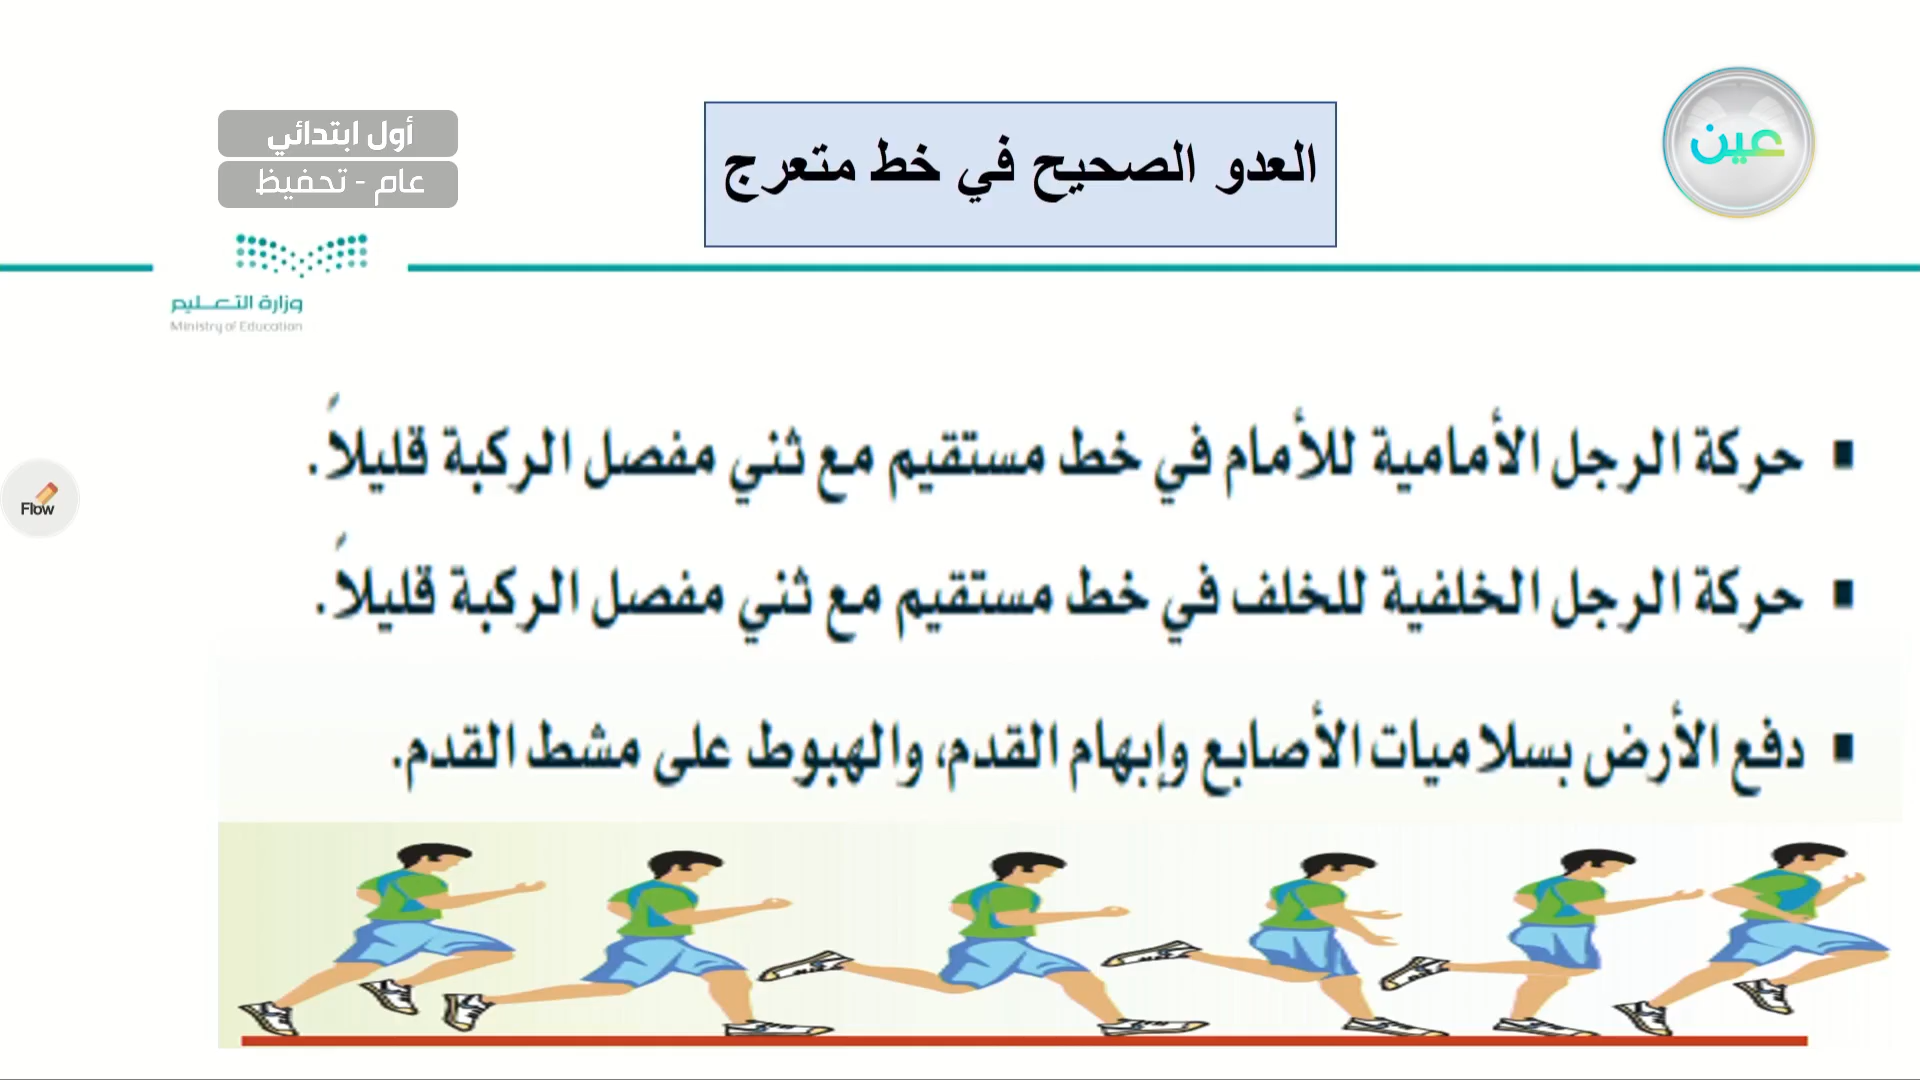 عين
العدو الصحيح في خط متعرج
أول ابتدائي
عام - تحفيظ
وزارة التعليم
Ministry of Education
▪ حركة الرجل الأمامية للأمام في خط مستقيم مع ثني مفصل الركبة قليلاً.
▪ حركة الرجل الخلفية للخلف في خط مستقيم مع ثني مفصل الركبة قليلاً.
▪ دفع الأرض بسلاميات الأصابع وإبهام القدم، والهبوط على مشط القدم.
Flow